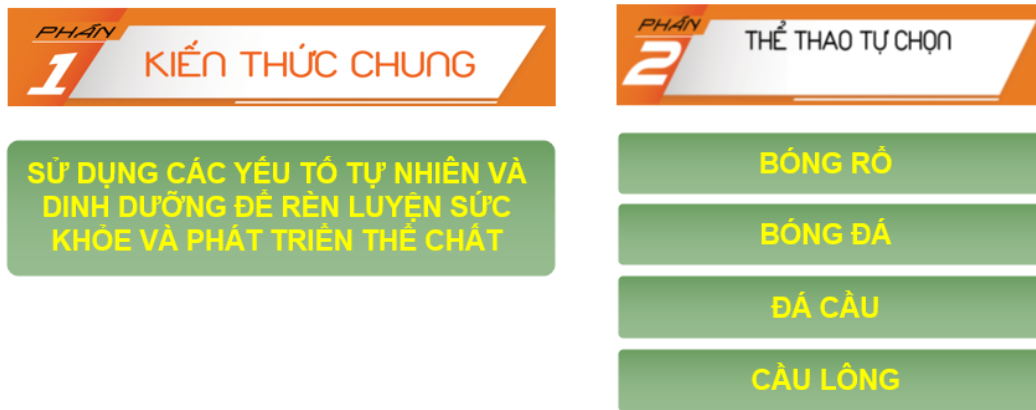 PHẦN
1
KIẾN THỨC CHUNG
SỬ DỤNG CÁC YẾU TỐ TỰ NHIÊN VÀ
DINH DƯỠNG ĐỂ RÈN LUYỆN SỨC
KHỎE VÀ PHÁT TRIỂN THỂ CHẤT
PHẦN
2
THỂ THAO TỰ CHỌN
BÓNG RỔ
BÓNG ĐÁ
ĐÁ CẦU
CẦU LÔNG